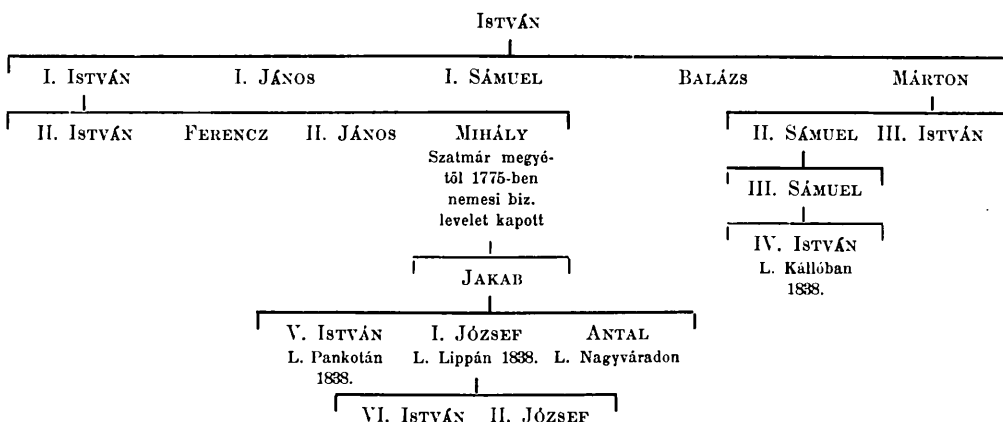 ISTVÁN
I. ISTVÁN I. JÁNOS I. SÁMUEL BALÁZS MÁRTON
II. ISTVÁN FERENCZ II. JÁNOS MIHÁLY II. SÁMUEL III. ISTVÁN
Szatmár megyé-
től 1775-ben
nemesi biz.
levelet kapott
III. SÁMUEL
IV. ISTVÁN
L. Kállóban
1838.
JAKAB
V. ISTVÁN I. JÓZSEF ANTAL
L. Pankotán L. Lippán 1838. L. Nagyváradon
1838.
VI. ISTVÁN II. JÓZSEF